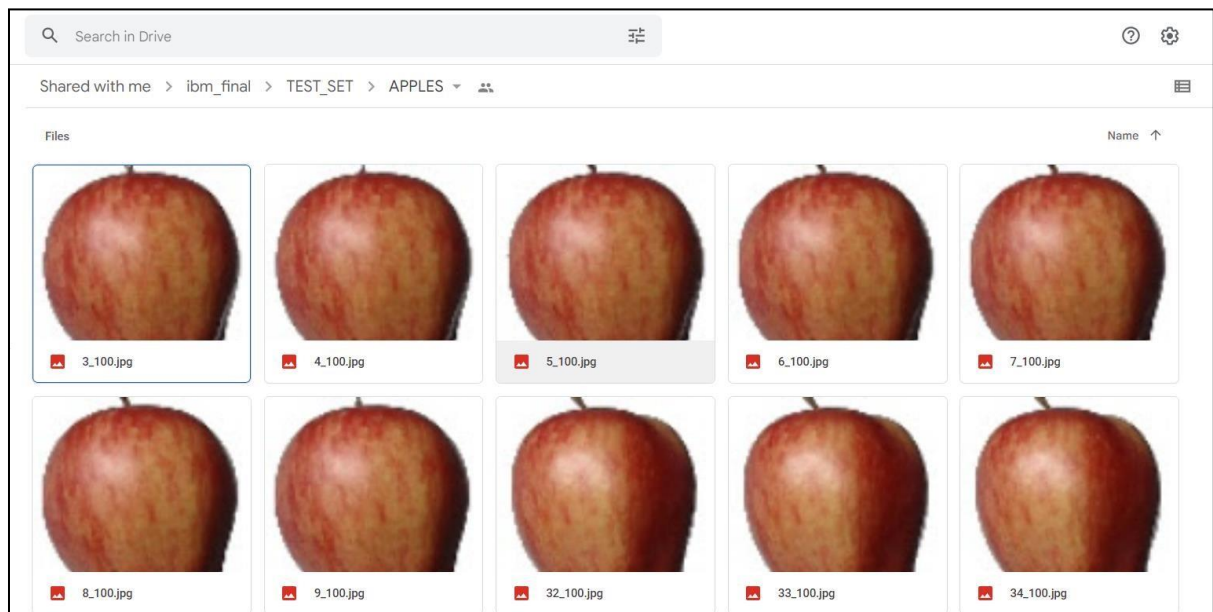 Search in Drive
Shared with me > ibm_final > TEST_SET > APPLES
Files Name
3_100.jpg 4_100.jpg 5_100.jpg 6_100.jpg 7_100.jpg
8_100.jpg 9_100.jpg 32_100.jpg 33_100.jpg 34_100.jpg